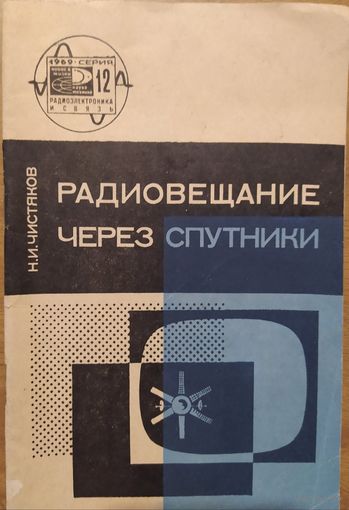 1969 · СЕРИЯ
12
РАДИОЭЛЕКТРОНИКА
И СВЯЗЬ
Н.И.ЧИСТЯКОВ
РАДИОВЕЩАНИЕ
ЧЕРЕЗ СПУТНИКИ